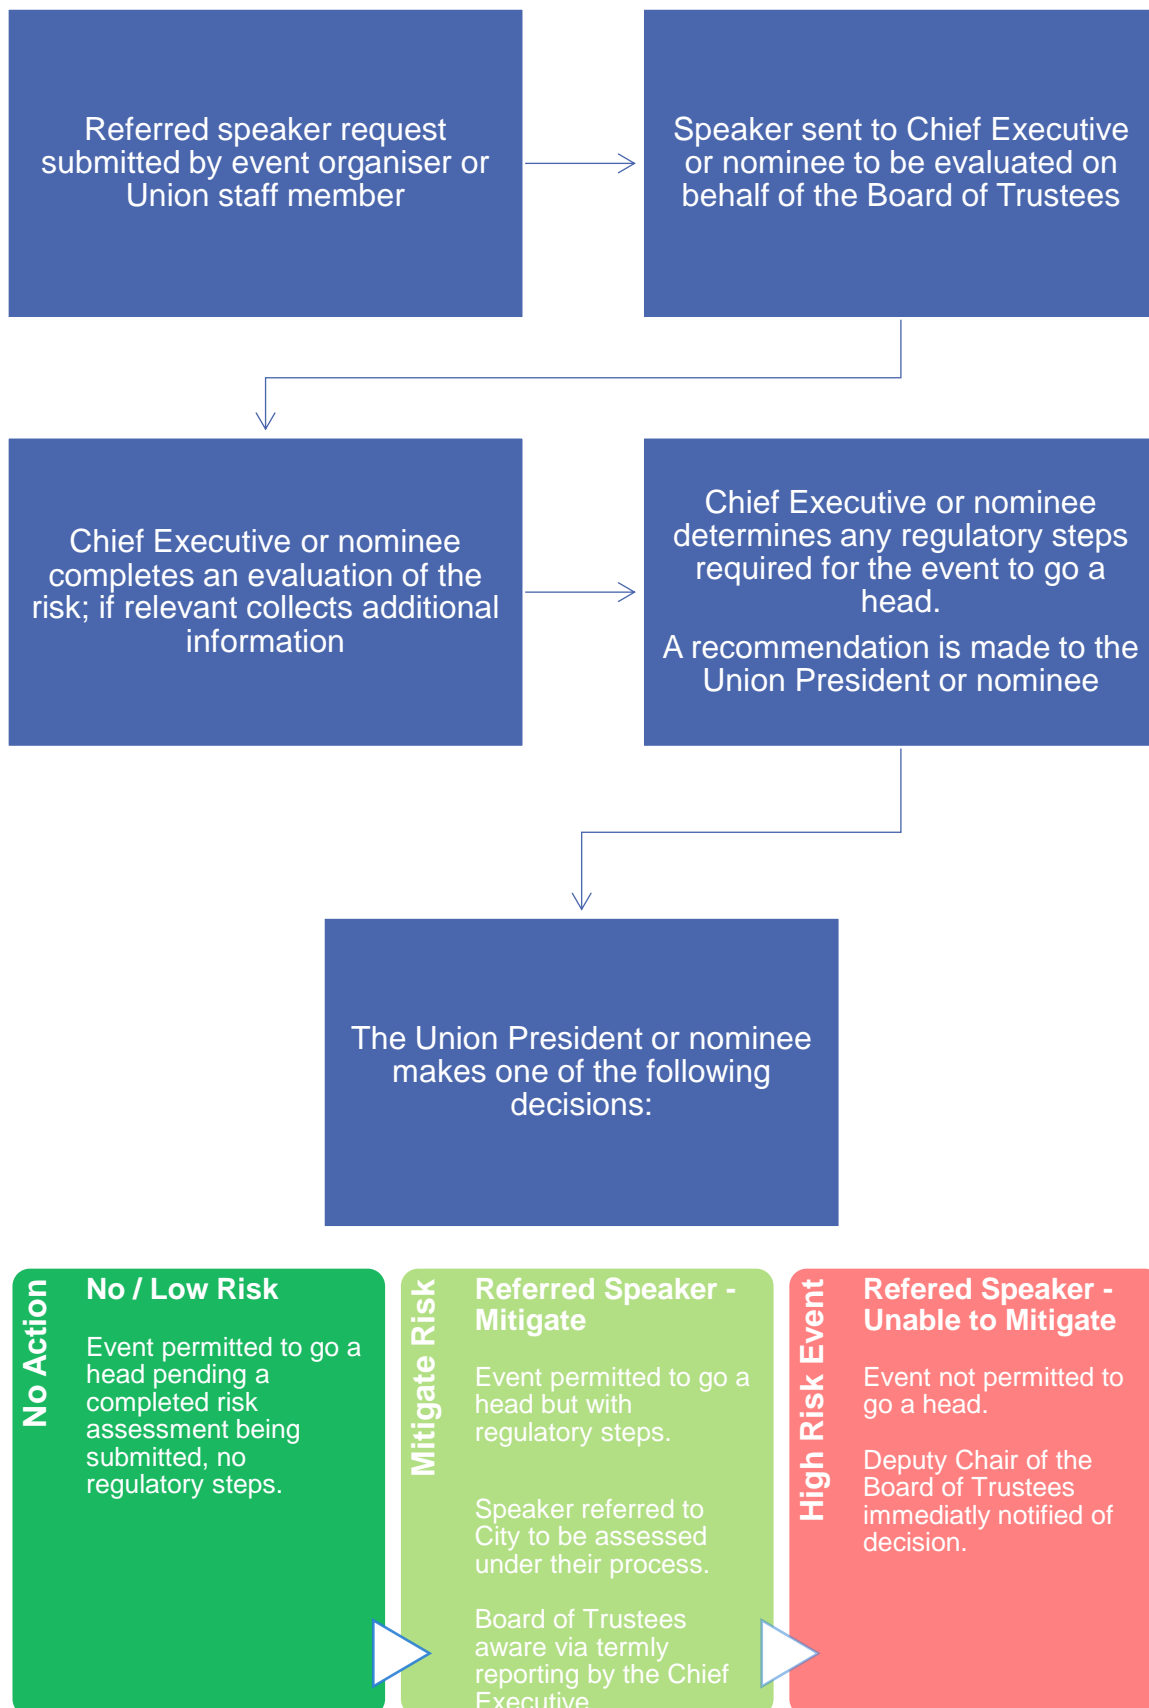 Referred speaker request
submitted by event organiser or
Union staff member
Speaker sent to Chief Executive
or nominee to be evaluated on
behalf of the Board of Trustees
Chief Executive or nominee
completes an evaluation of the
risk; if relevant collects additional
information
Chief Executive or nominee
determines any regulatory steps
required for the event to go a
head.
A recommendation is made to the
Union President or nominee
The Union President or nominee
makes one of the following
decisions:
No Action
No / Low Risk
Event permitted to go a
head pending a
completed risk
assessment being
submitted, no
regulatory steps.
Mitigate Risk
Referred Speaker -
Mitigate
Event permitted to go a
head but with
regulatory steps.
Speaker referred to
City to be assessed
under their process.
Board of Trustees
aware via termly
reporting by the Chief
Executive
High Risk Event
Refered Speaker -
Unable to Mitigate
Event not permitted to
go a head.
Deputy Chair of the
Board of Trustees
immediatly notified of
decision.